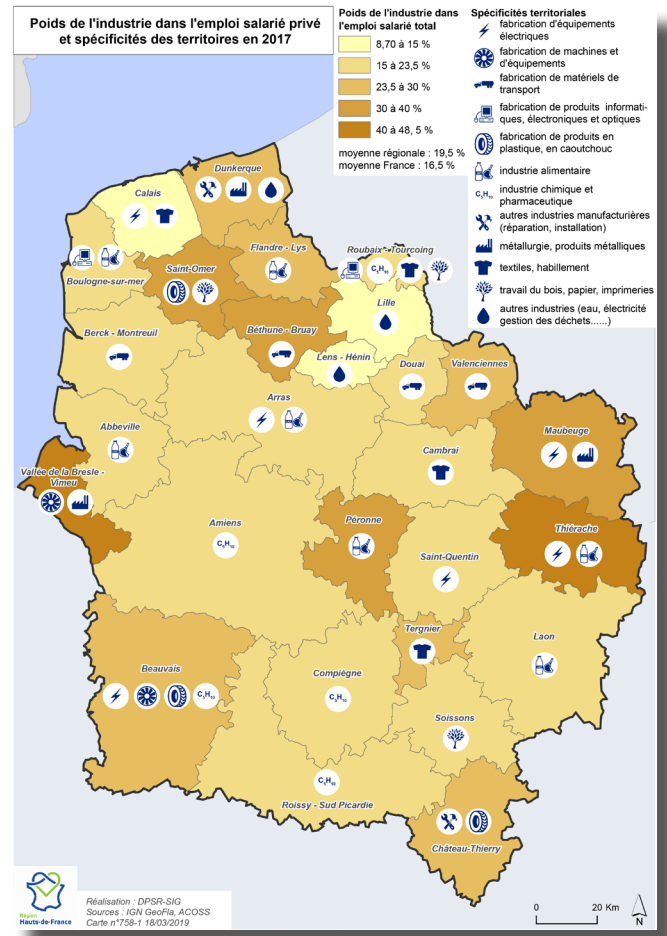 Poids de l'industrie dans l'emploi salarié privé
et spécificités des territoires en 2017
Poids de l'industrie dans
l'emploi salarié total
8,70 à 15 %
15 à 23,5 %
23,5 à 30 %
30 à 40 %
40 à 48, 5 %
moyenne régionale : 19,5 %
moyenne France : 16,5 %
Spécificités territoriales
fabrication d'équipements
électriques
fabrication de machines et
d'équipements
fabrication de matériels de
transport
fabrication de produits informati-
ques, électroniques et optiques
fabrication de produits en
plastique, en caoutchouc
industrie alimentaire
C5H10
industrie chimique et
pharmaceutique
autres industries manufacturières
(réparation, installation)
métallurgie, produits métalliques
textiles, habillement
travail du bois, papier, imprimeries
autres industries (eau, électricité
gestion des déchets......)
Dunkerque
Calais
Flandre - Lys
Roubaix - Tourcoing
C5H10
Boulogne-sur-mer
Saint-Omer
Lille
Berck - Montreuil
Béthune - Bruay
Lens - Hénin
Douai
Valenciennes
Arras
Abbeville
Maubeuge
Cambrai
Vallée de la Bresle -
Vimeu
Amiens
C5H10
Péronne
Thiérache
Saint-Quentin
Tergnier
Laon
Beauvais
C5H10
Compiègne
C5H10
Soissons
C5H10
Roissy - Sud Picardie
Château-Thierry
Région
Hauts-de-France
Réalisation : DPSR-SIG
Sources : IGN GeoFla, ACOSS
Carte n°758-1 18/03/2019
0 20 Km
N